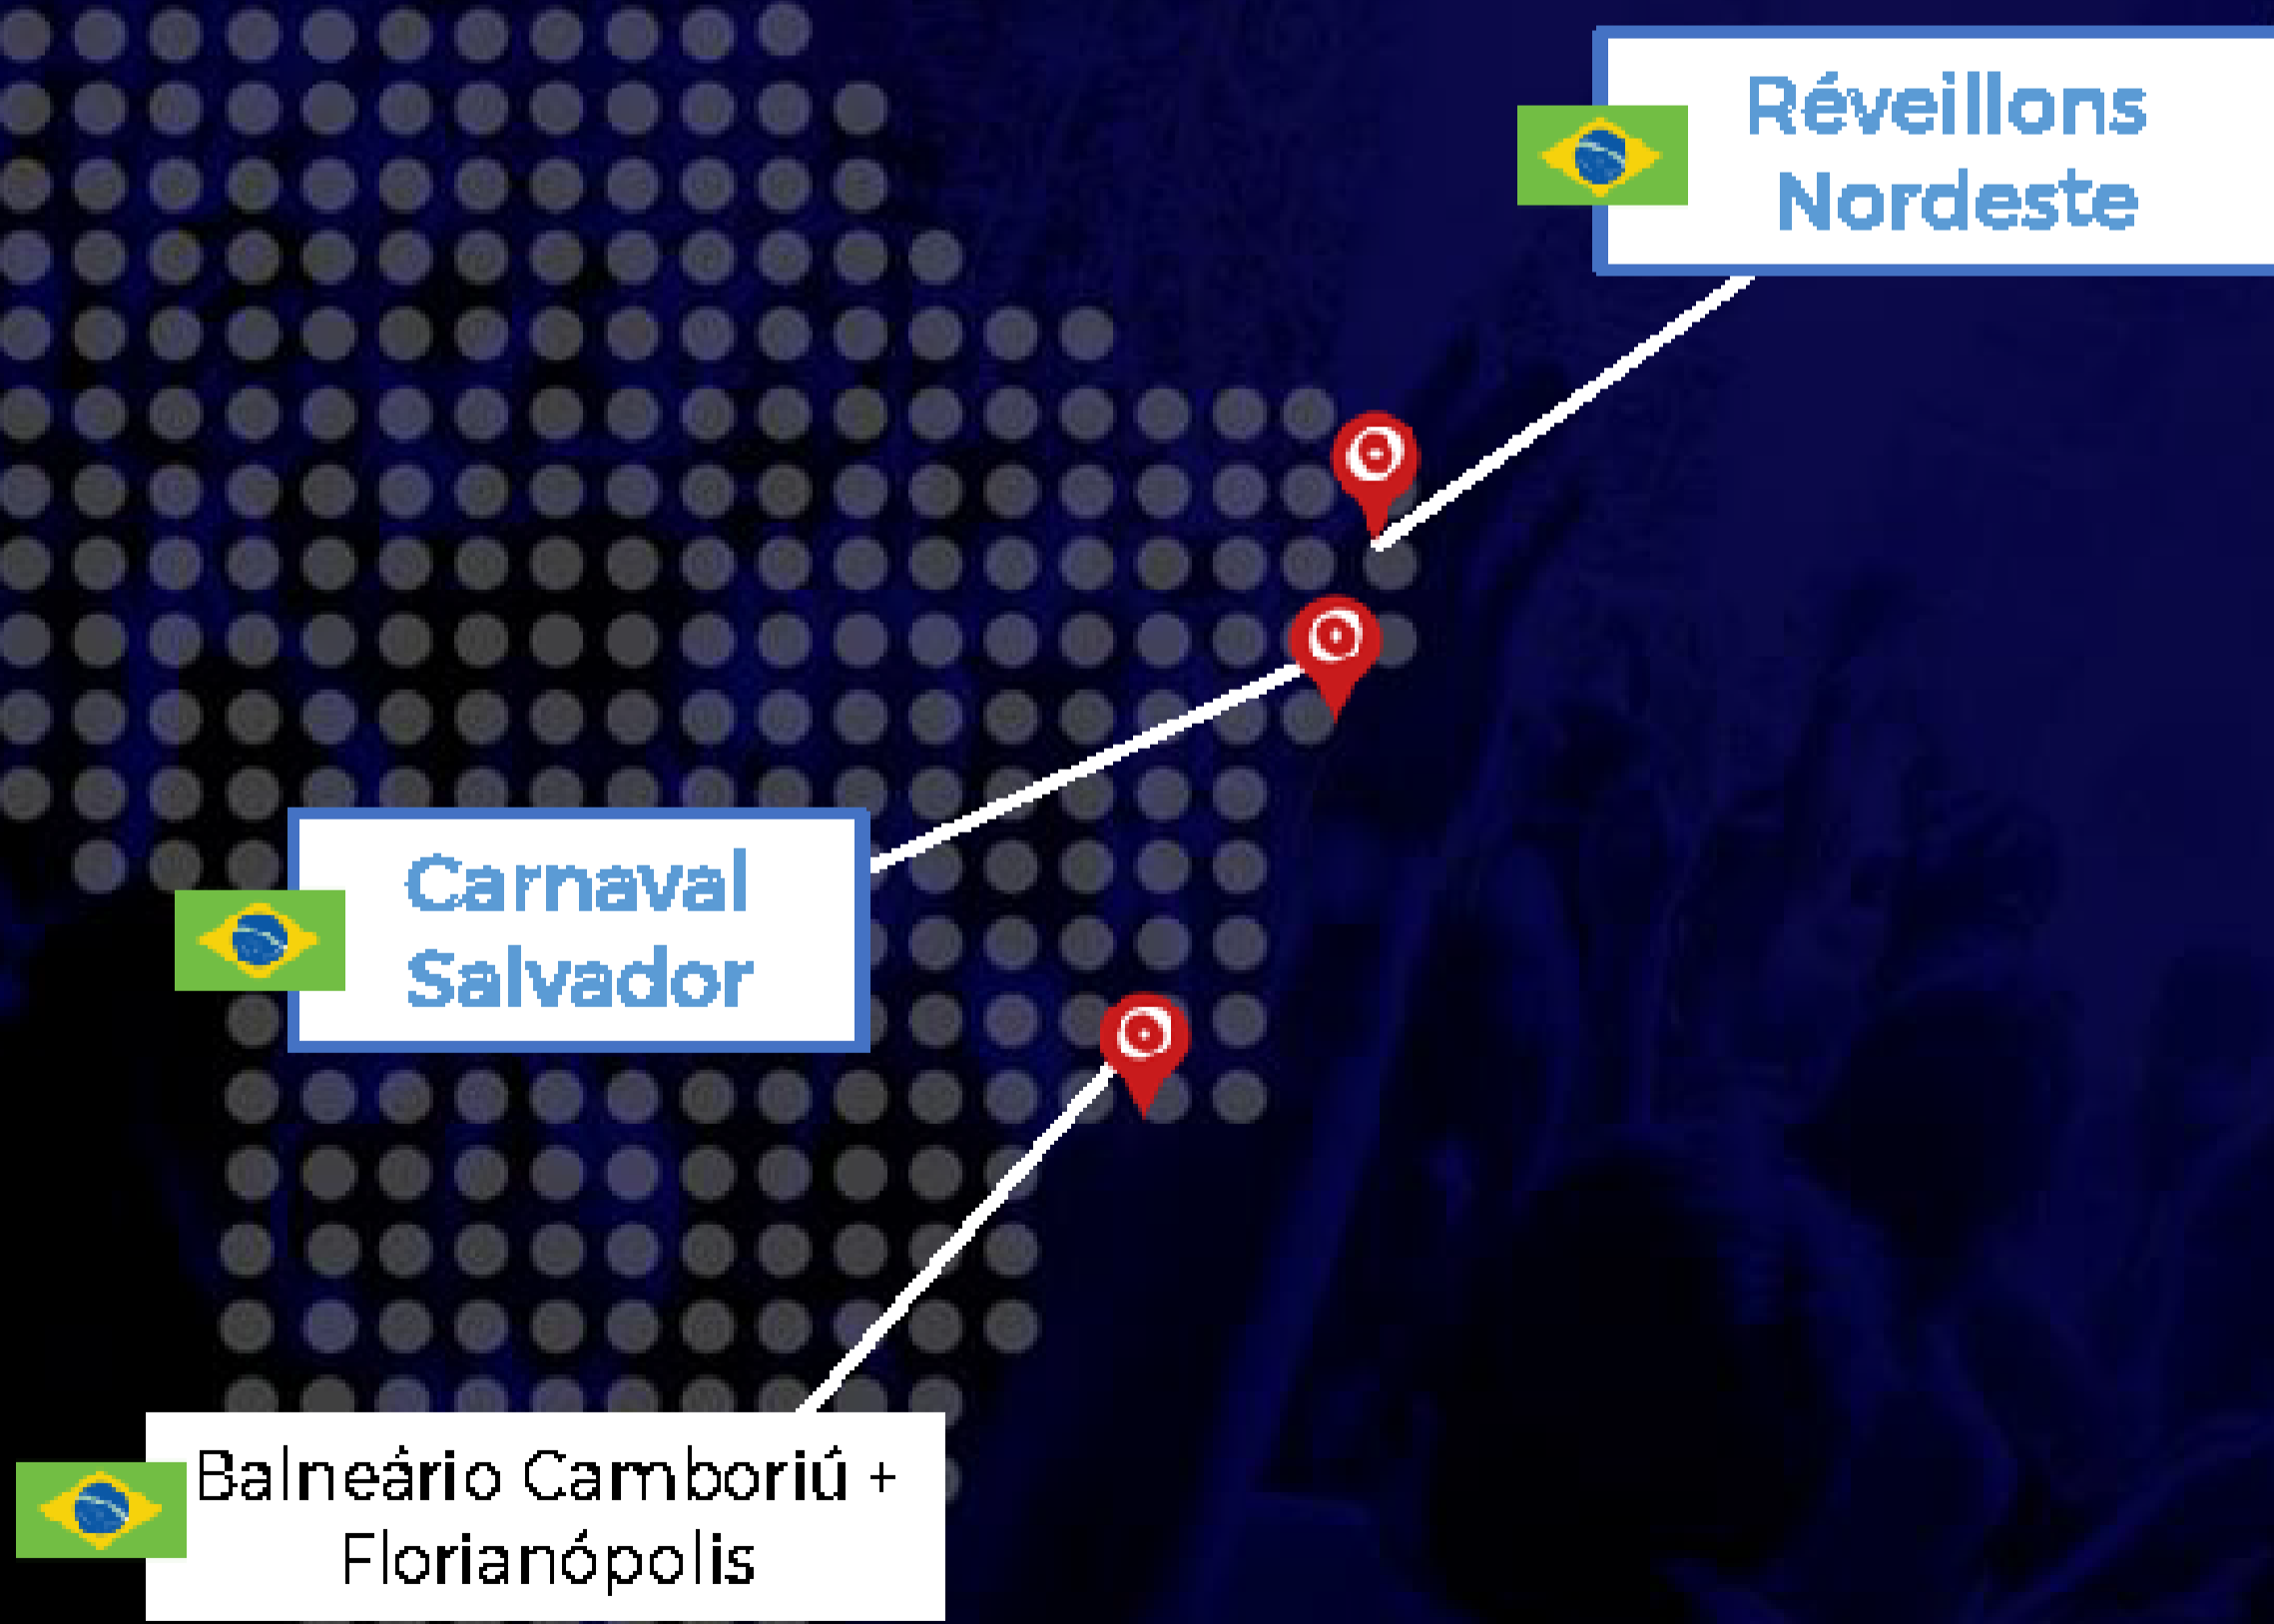 Réveillons
Nordeste
Carnaval
Salvador
Balneário Camboriú +
Florianópolis